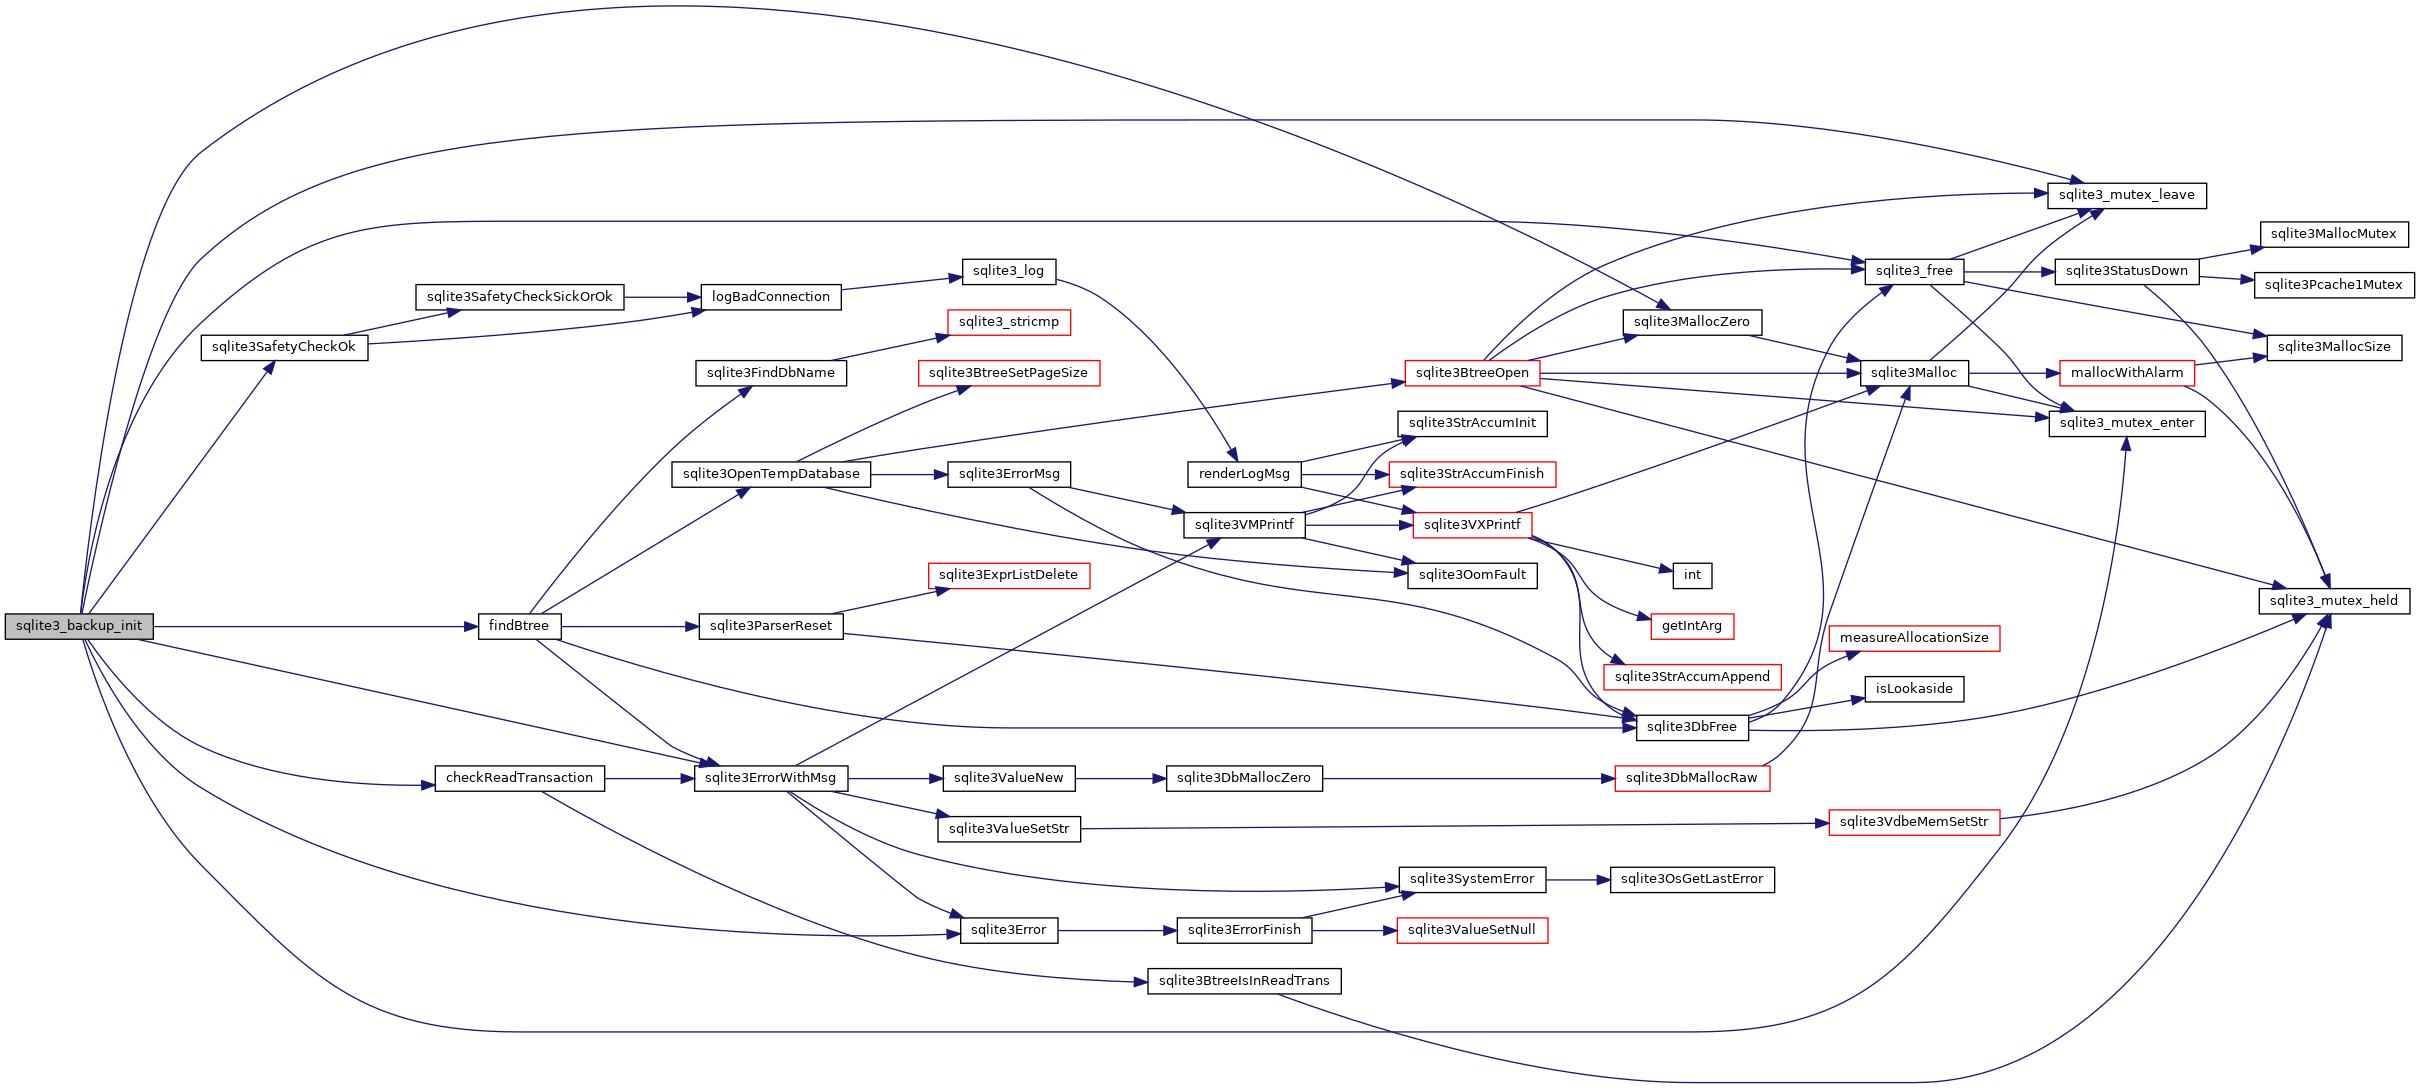 sqlite3_backup_init
sqlite3SafetyCheckOk
sqlite3SafetyCheckSickOrOk
logBadConnection
sqlite3_log
sqlite3_stricmp
sqlite3FindDbName
sqlite3BtreeSetPageSize
sqlite3OpenTempDatabase
sqlite3ErrorMsg
findBtree
sqlite3ParserReset
sqlite3ExprListDelete
checkReadTransaction
sqlite3ErrorWithMsg
sqlite3ValueNew
sqlite3ValueSetStr
sqlite3Error
renderLogMsg
sqlite3VMPrintf
sqlite3DbMallocZero
sqlite3ErrorFinish
sqlite3BtreeIsInReadTrans
sqlite3BtreeOpen
sqlite3StrAccumInit
sqlite3StrAccumFinish
sqlite3VXPrintf
sqlite3OomFault
sqlite3SystemError
sqlite3ValueSetNull
sqlite3MallocZero
int
getIntArg
sqlite3StrAccumAppend
sqlite3DbFree
sqlite3DbMallocRaw
sqlite3OsGetLastError
sqlite3_free
sqlite3Malloc
measureAllocationSize
isLookaside
sqlite3VdbeMemSetStr
sqlite3_mutex_leave
sqlite3StatusDown
mallocWithAlarm
sqlite3_mutex_enter
sqlite3MallocMutex
sqlite3Pcache1Mutex
sqlite3MallocSize
sqlite3_mutex_held